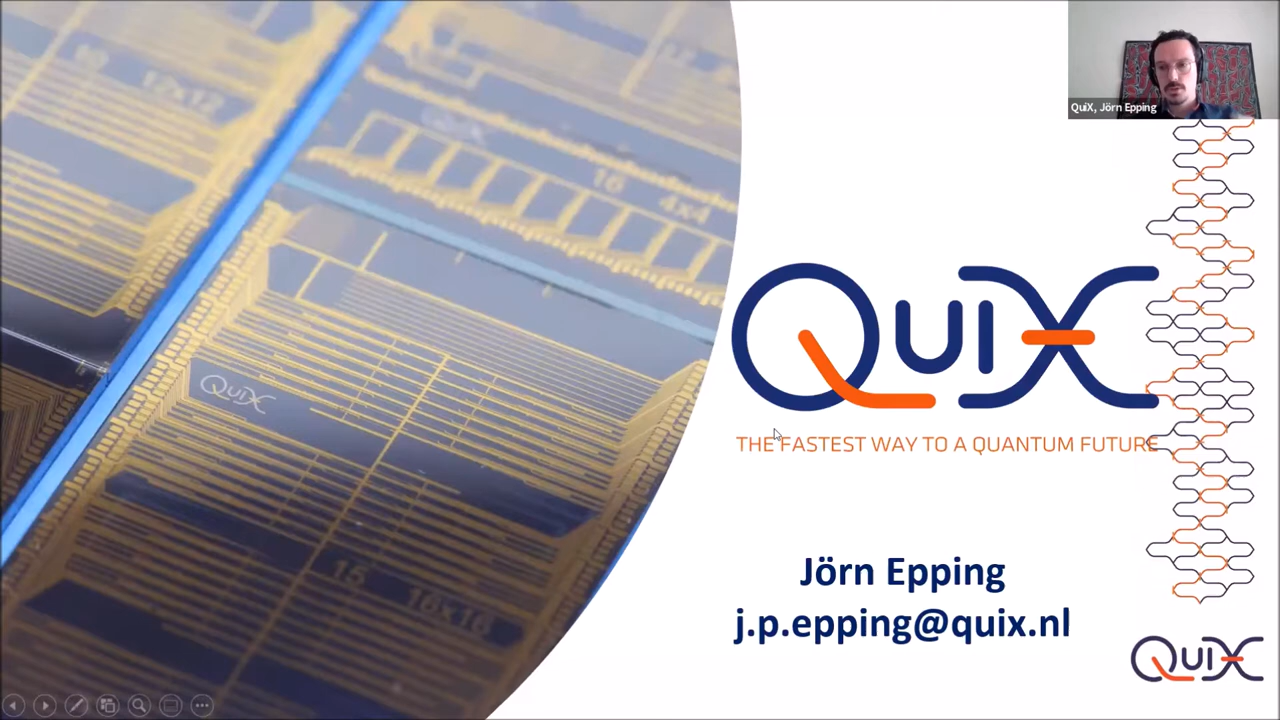 12x12
16
4x4
QuiX
15
16x16
QuiX, Jörn Epping
QuiX
THE FASTEST WAY TO A QUANTUM FUTURE
Jörn Epping
j.p.epping@quix.nl
QuiX